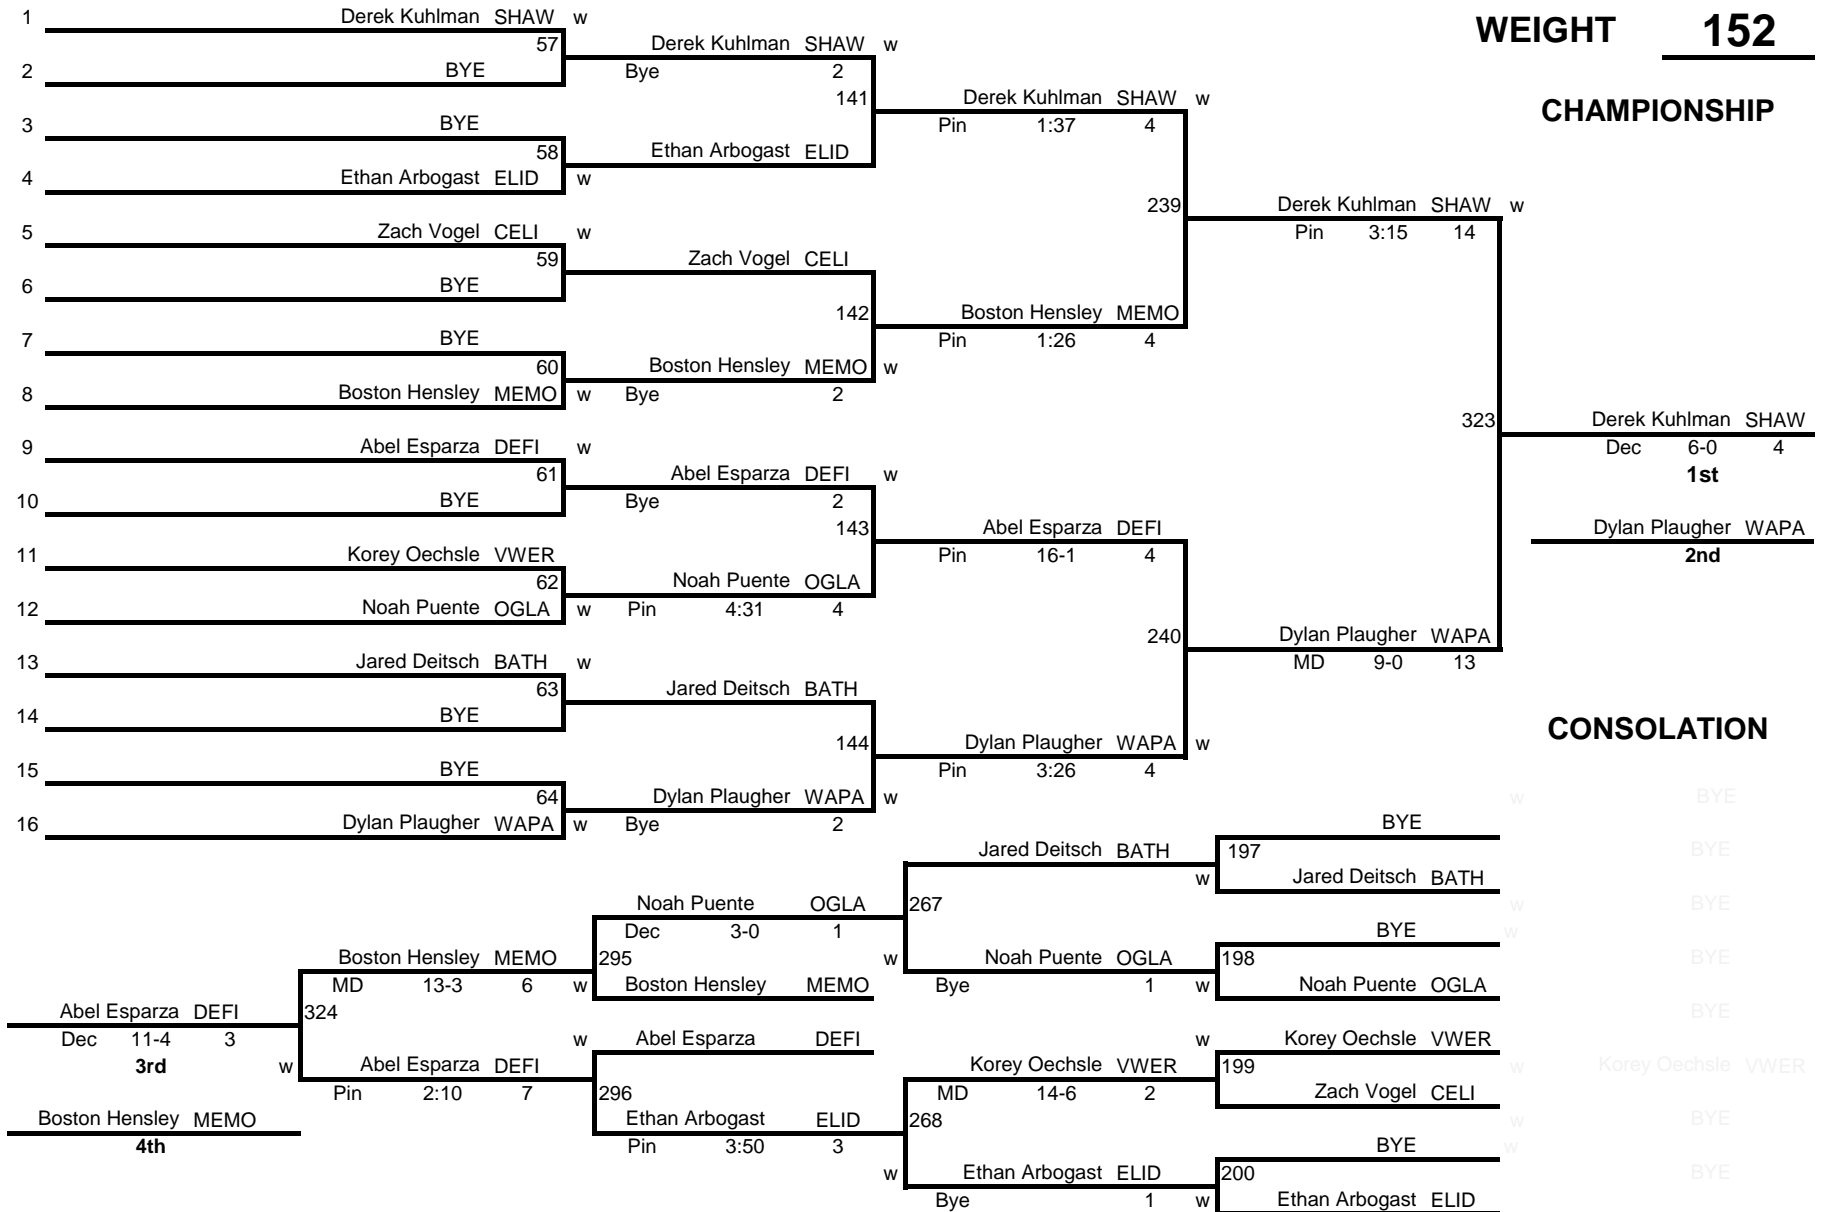 WEIGHT 152
CHAMPIONSHIP
1 Derek Kuhlman SHAW w
57
2 BYE
Derek Kuhlman SHAW w
Bye 2
141
3 BYE
58
4 Ethan Arbogast ELID w
Ethan Arbogast ELID
Derek Kuhlman SHAW w
Pin 1:37 4
239
5 Zach Vogel CELI w
59
6 BYE
Zach Vogel CELI
142
7 BYE
60
8 Boston Hensley MEMO w
Boston Hensley MEMO w
Bye 2
Boston Hensley MEMO
Pin 1:26 4
Derek Kuhlman SHAW w
Pin 3:15 14
323
9 Abel Esparza DEFI w
61
10 BYE
Abel Esparza DEFI w
Bye 2
143
11 Korey Oechsle VWER
62
12 Noah Puente OGLA w
Noah Puente OGLA
Pin 4:31 4
Abel Esparza DEFI
Pin 16-1 4
240
13 Jared Deitsch BATH w
63
14 BYE
Jared Deitsch BATH
144
15 BYE
64
16 Dylan Plaugher WAPA w
Dylan Plaugher WAPA w
Bye 2
Dylan Plaugher WAPA w
Pin 3:26 4
Dylan Plaugher WAPA
MD 9-0 13
Derek Kuhlman SHAW
Dec 6-0 4
1st
Dylan Plaugher WAPA
2nd
CONSOLATION
w BYE
BYE
w BYE
w
BYE
BYE
w Korey Oechsle VWER
w BYE
w
BYE
BYE
197
w Jared Deitsch BATH
BYE
198
w Noah Puente OGLA
w Korey Oechsle VWER
199
Zach Vogel CELI
BYE
200
w Ethan Arbogast ELID
Jared Deitsch BATH
267
w Noah Puente OGLA
Bye 1
Korey Oechsle VWER
MD 14-6 2
268
w Ethan Arbogast ELID
Bye 1
Noah Puente OGLA
Dec 3-0 1
295
w Boston Hensley MEMO
w Abel Esparza DEFI
296
Ethan Arbogast ELID
Pin 3:50 3
Boston Hensley MEMO
MD 13-3 6
324
w Abel Esparza DEFI
Pin 2:10 7
Abel Esparza DEFI
Dec 11-4 3
3rd
Boston Hensley MEMO
4th